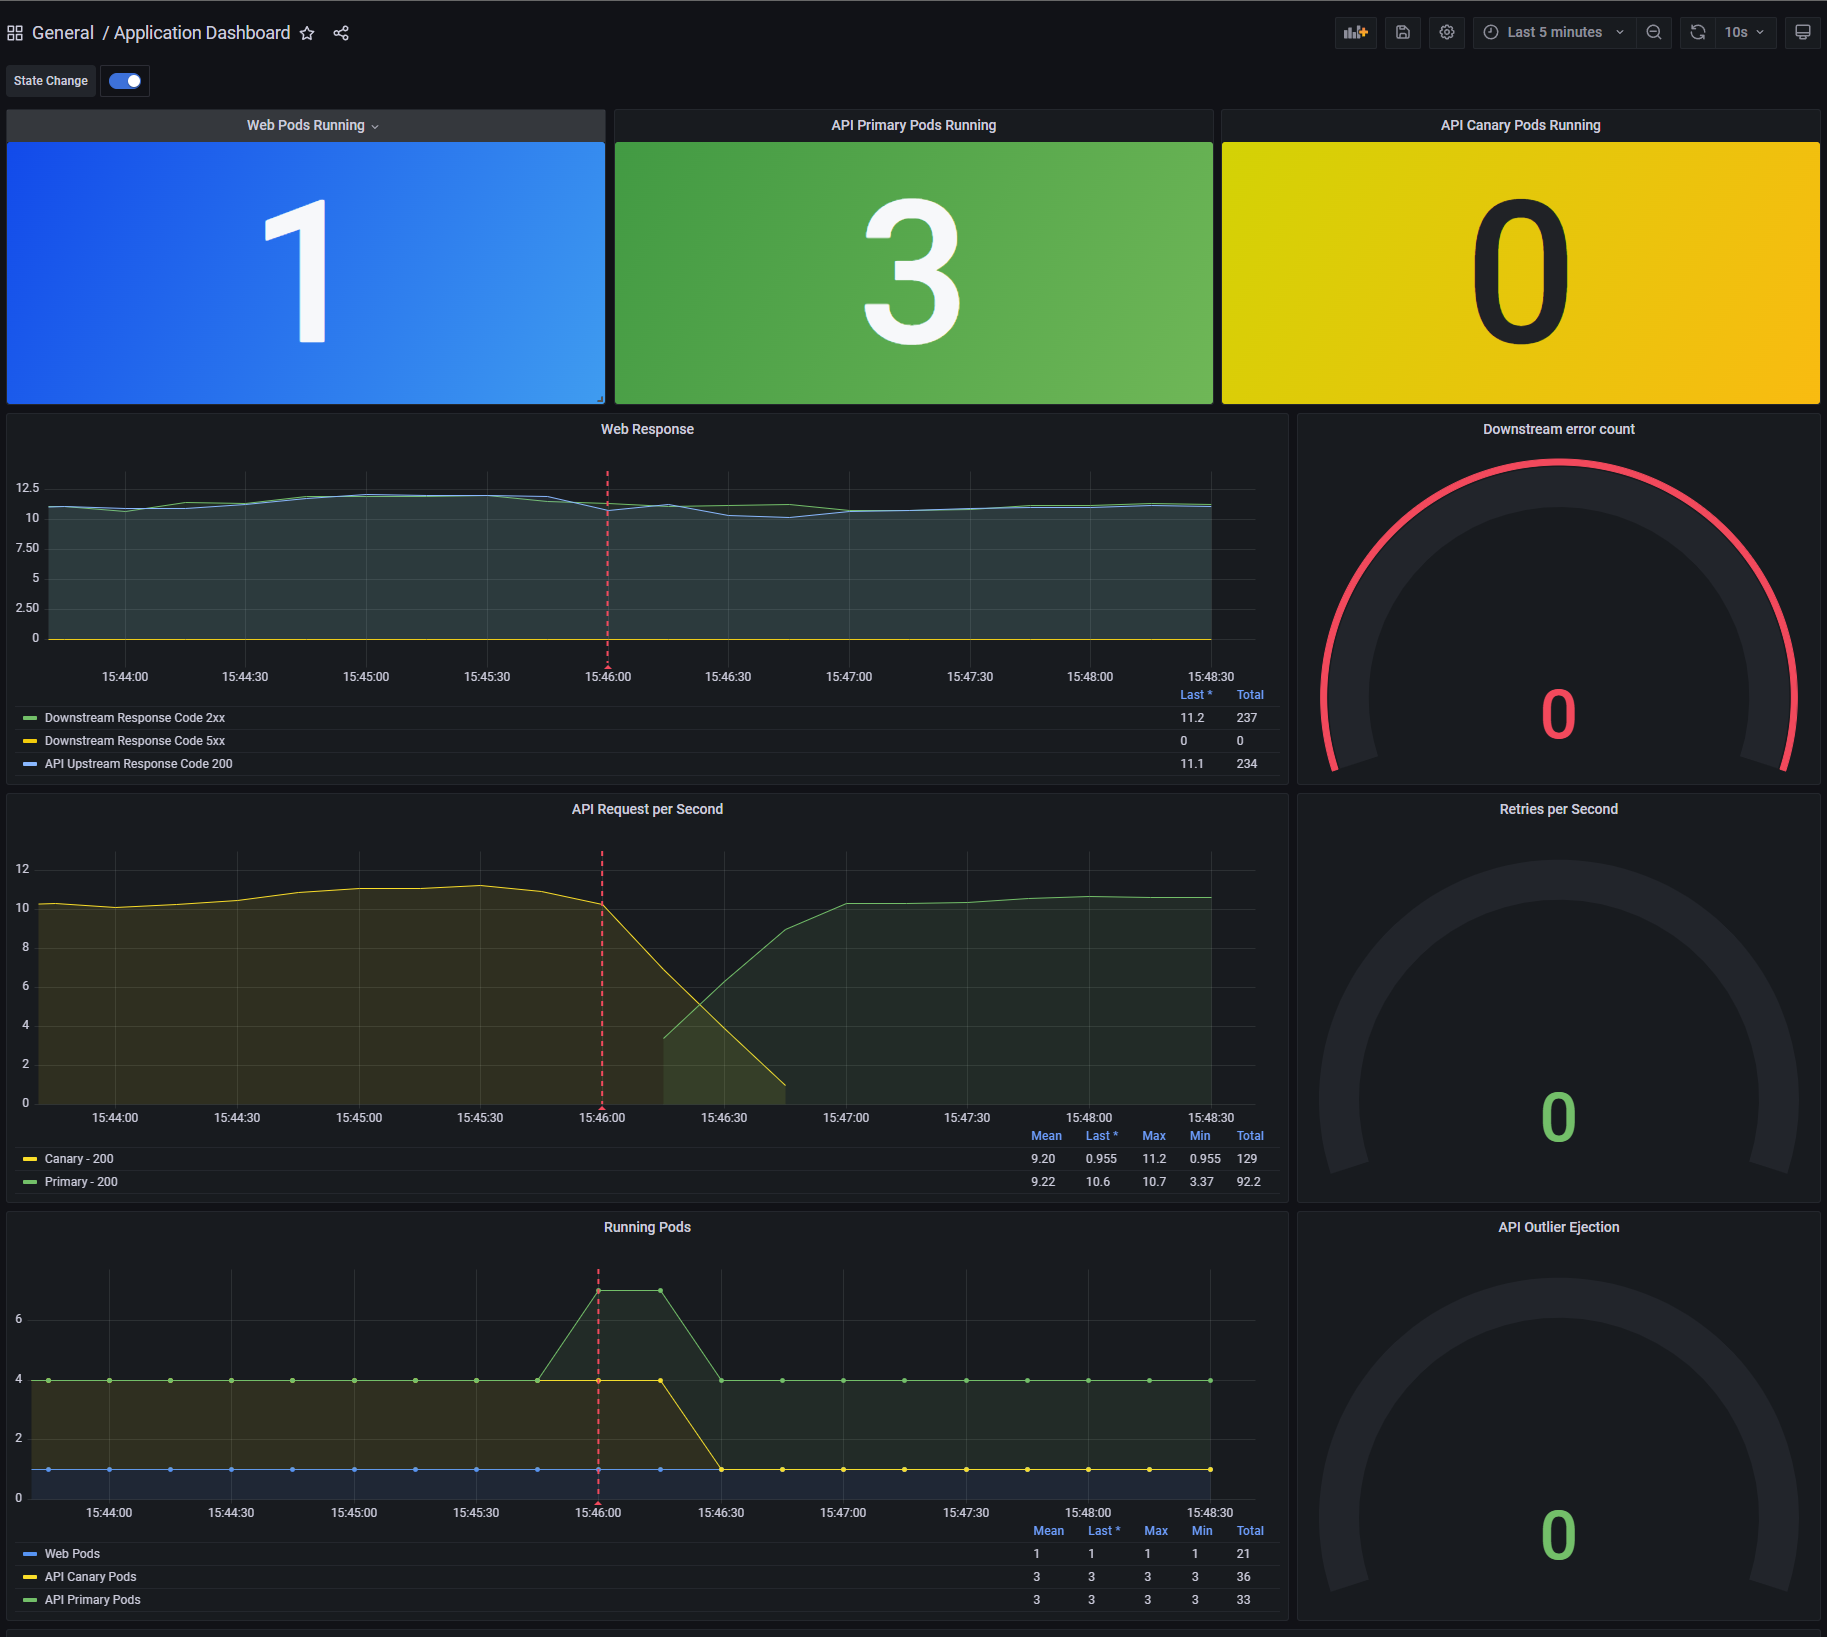 General / Application Dashboard
Last 5 minutes
10s
State Change
Web Pods Running
API Primary Pods Running
API Canary Pods Running
1
3
0
Web Response
12.5
10
7.50
5
2.50
0
15:44:00 15:44:30 15:45:00 15:45:30 15:46:00 15:46:30 15:47:00 15:47:30 15:48:00 15:48:30
Last * Total
Downstream Response Code 2xx 11.2 237
Downstream Response Code 5xx 0 0
API Upstream Response Code 200 11.1 234
Downstream error count
0
API Request per Second
12
10
8
6
4
2
0
15:44:00 15:44:30 15:45:00 15:45:30 15:46:00 15:46:30 15:47:00 15:47:30 15:48:00 15:48:30
Mean Last * Max Min Total
Canary - 200 9.20 0.955 11.2 0.955 129
Primary - 200 9.22 10.6 10.7 3.37 92.2
Retries per Second
0
Running Pods
6
4
2
0
15:44:00 15:44:30 15:45:00 15:45:30 15:46:00 15:46:30 15:47:00 15:47:30 15:48:00 15:48:30
Mean Last * Max Min Total
Web Pods 1 1 1 1 21
API Canary Pods 3 3 3 3 36
API Primary Pods 3 3 3 3 33
API Outlier Ejection
0